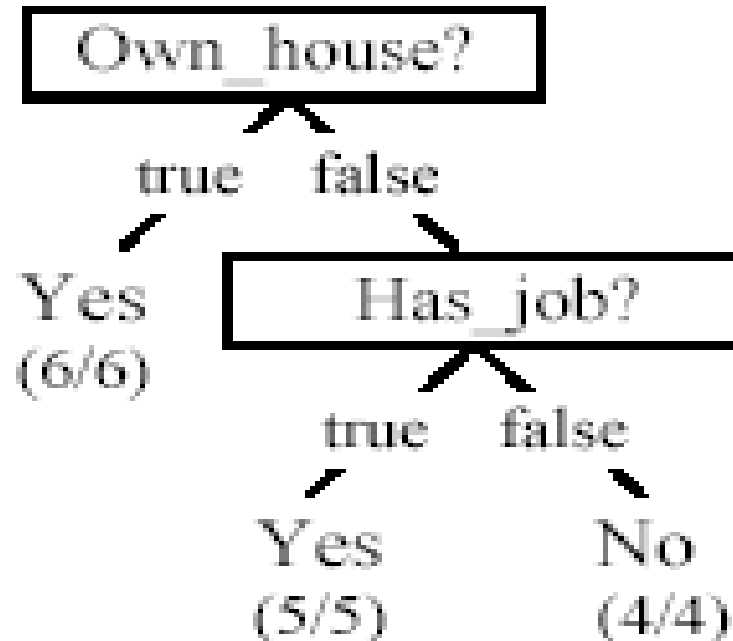 Own_house?
true false
Yes
(6/6)
Has_job?
true false
Yes No
(5/5) (4/4)